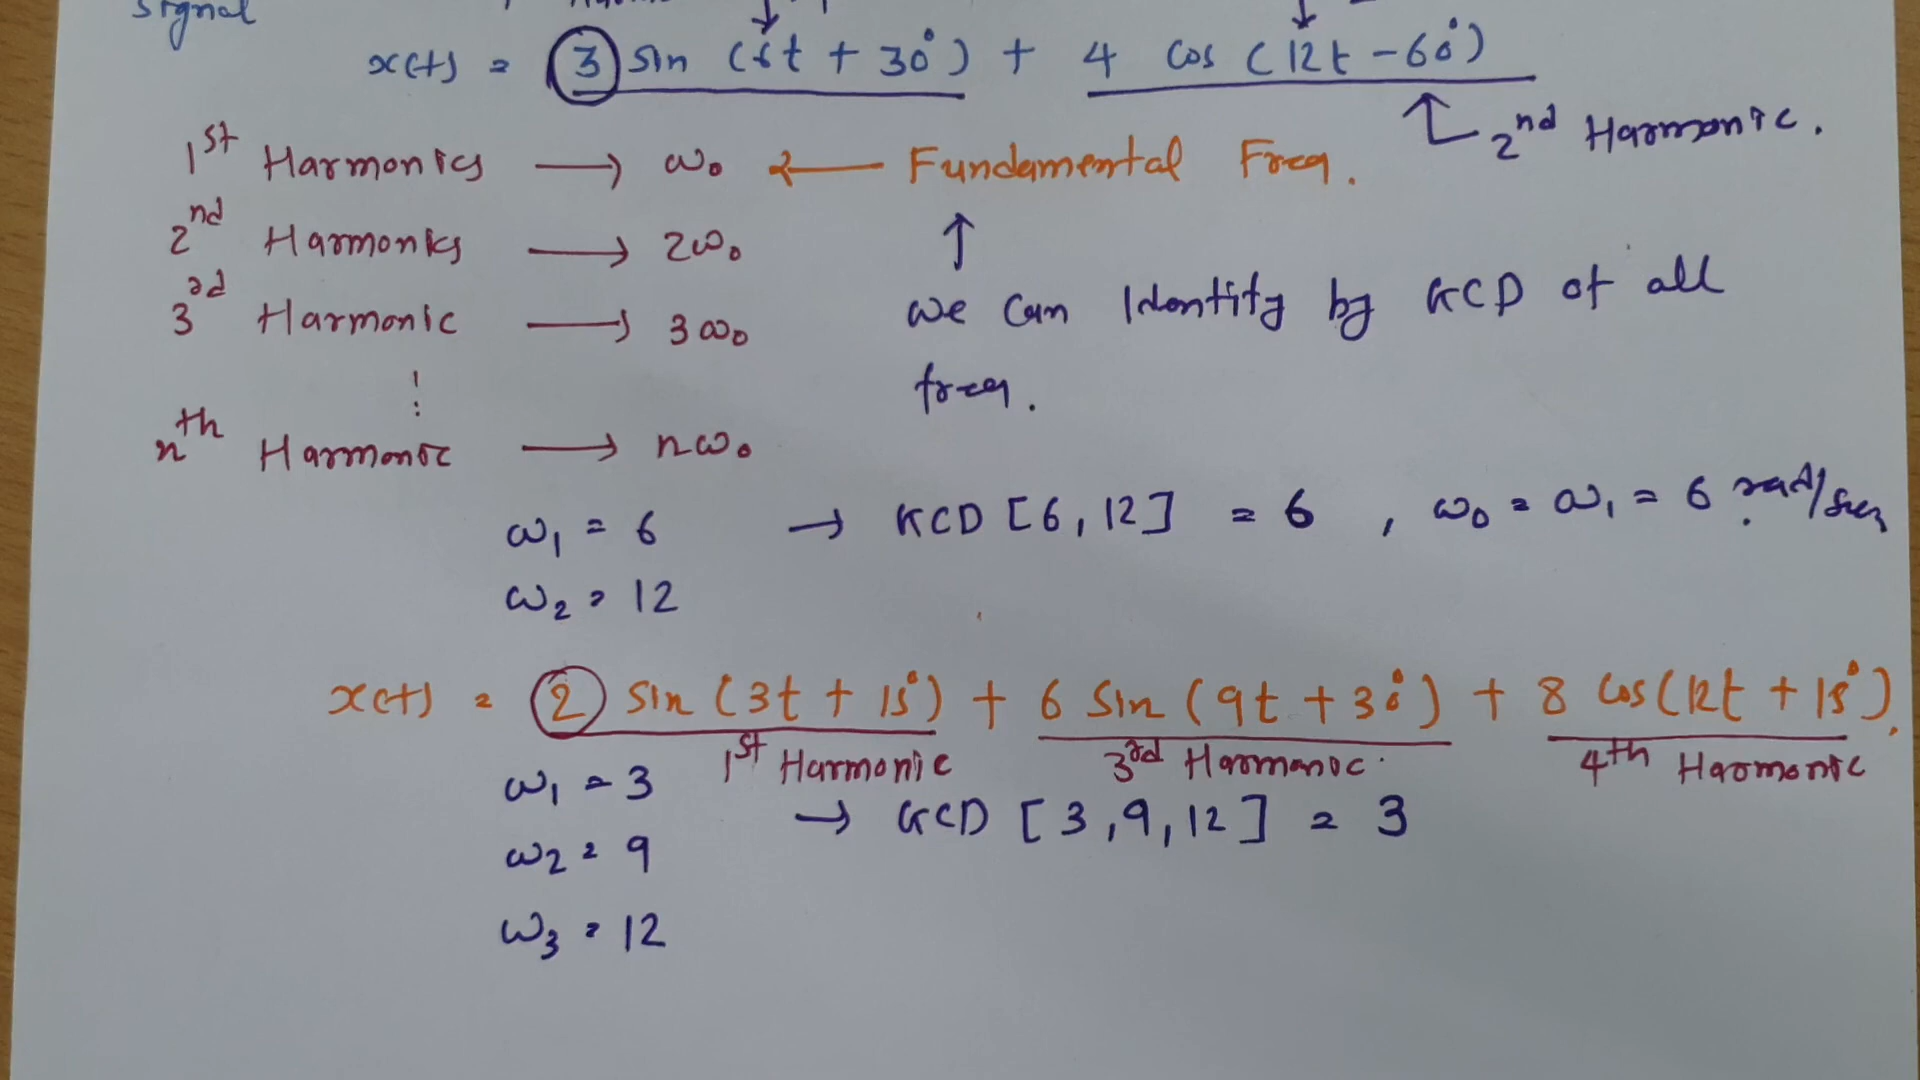 signal
x(t) = 3 sin (6t + 30°) + 4 cos (12t - 60°)
2nd Harmonic.
1st Harmonics → ω₀ ← Fundamental Freq.
2nd Harmonics → 2ω₀
3rd Harmonic → 3ω₀
we can Identify by GCD of all
freq.
nth Harmonic → nω₀
ω₁ = 6 → GCD [6, 12] = 6 , ω₀ = ω₁ = 6 rad/sec
ω₂ = 12
x(t) = 2 sin (3t + 15°) + 6 sin (9t + 30°) + 8 cos(12t + 15°).
1st Harmonic 3rd Harmonic. 4th Harmonic
ω₁ = 3 → GCD [3, 9, 12] = 3
ω₂ = 9
ω₃ = 12